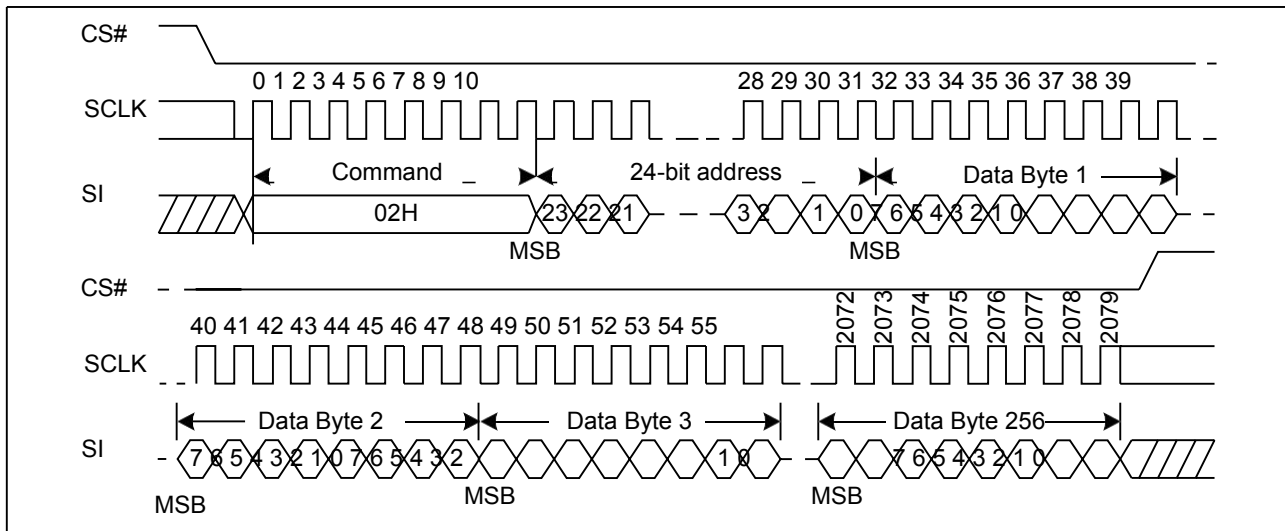 CS#
0 1 2 3 4 5 6 7 8 9 10 28 29 30 31 32 33 34 35 36 37 38 39
SCLK
Command 24-bit address Data Byte 1
SI
02H 23 22 21 3 2 1 0 7 6 5 4 3 2 1 0
MSB MSB
CS#
40 41 42 43 44 45 46 47 48 49 50 51 52 53 54 55 2072 2073 2074 2075 2076 2077 2078 2079
SCLK
Data Byte 2 Data Byte 3 Data Byte 256
SI
7 6 5 4 3 2 1 0 7 6 5 4 3 2 1 0 7 6 5 4 3 2 1 0
MSB MSB MSB